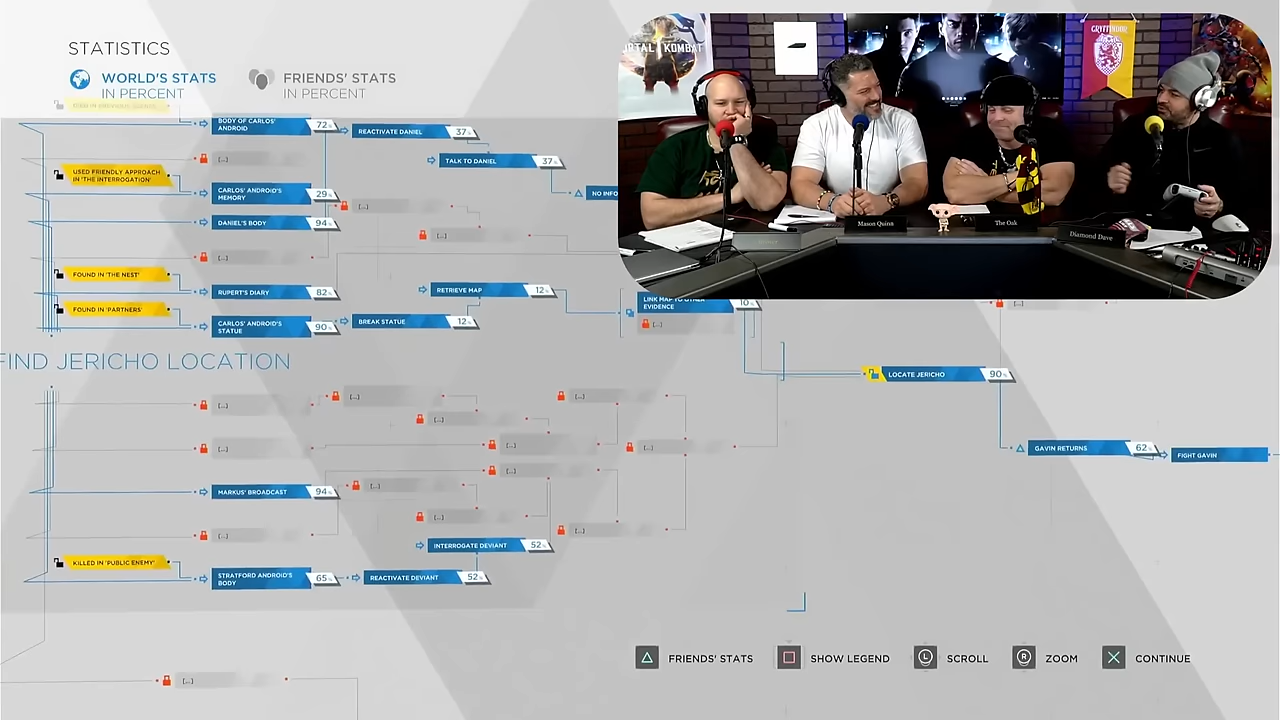 STATISTICS
WORLD'S STATS
IN PERCENT
FRIENDS' STATS
IN PERCENT
BODY OF CARLOS'
ANDROID
72
REACTIVATE DANIEL
37
[...]
TALK TO DANIEL
37
USED FRIENDLY APPROACH
IN 'THE INTERROGATION'
CARLOS' ANDROID'S
MEMORY
29
NO INFO
[...]
DANIEL'S BODY
94
[...]
[...]
FOUND IN 'THE NEST'
RUPERT'S DIARY
82
RETRIEVE MAP
12
LINK MAP TO OTHER
EVIDENCE
10
[...]
[...]
FOUND IN 'PARTNERS'
CARLOS' ANDROID'S
STATUE
90
BREAK STATUE
12
FIND JERICHO LOCATION
LOCATE JERICHO
90
[...]
[...]
[...]
[...]
[...]
[...]
[...]
GAVIN RETURNS
62
FIGHT GAVIN
[...]
[...]
MARKUS' BROADCAST
94
[...]
[...]
[...]
[...]
INTERROGATE DEVIANT
52
KILLED IN 'PUBLIC ENEMY'
STRATFORD ANDROID'S
BODY
65
REACTIVATE DEVIANT
52
[...]
FRIENDS' STATS
SHOW LEGEND
L
SCROLL
R
ZOOM
CONTINUE
KOMBAT
GRYFFINDOR
Mason Quinn
The Oak
Diamond Dave